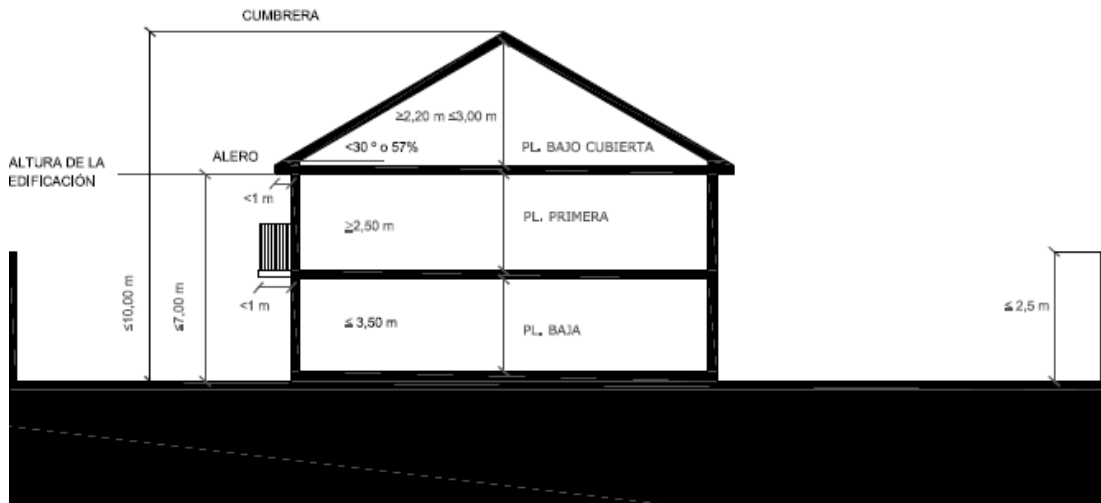 CUMBRERA
≥2,20 m ≤3,00 m
<30 º o 57%
PL. BAJO CUBIERTA
ALERO
ALTURA DE LA
EDIFICACIÓN
<1 m
PL. PRIMERA
≥2,50 m
≤10,00 m
≤7,00 m
<1 m
≤ 3,50 m
PL. BAJA
≤ 2,5 m